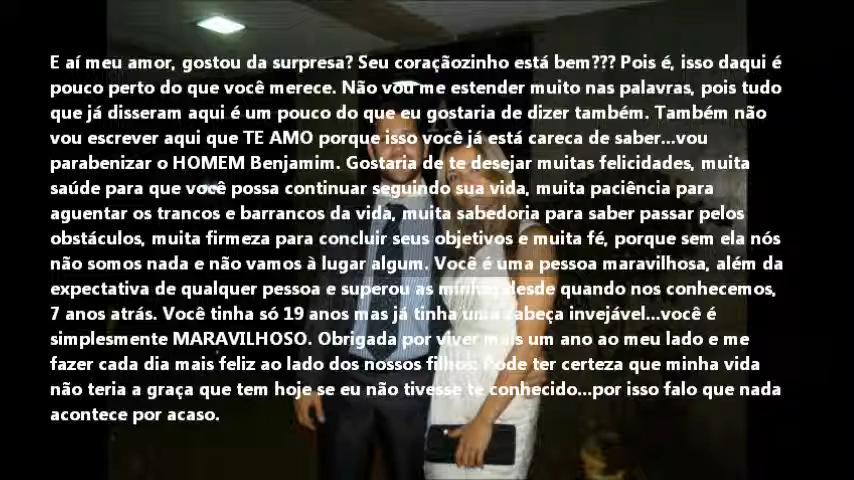 E aí meu amor, gostou da surpresa? Seu coraçãozinho está bem??? Pois é, isso daqui é
pouco perto do que você merece. Não vou me estender muito nas palavras, pois tudo
que já disseram aqui é um pouco do que eu gostaria de dizer também. Também não
vou escrever aqui que TE AMO porque isso você já está careca de saber...vou
parabenizar o HOMEM Benjamim. Gostaria de te desejar muitas felicidades, muita
saúde para que você possa continuar seguindo sua vida, muita paciência para
aguentar os trancos e barrancos da vida, muita sabedoria para saber passar pelos
obstáculos, muita firmeza para concluir seus objetivos e muita fé, porque sem ela nós
não somos nada e não vamos à lugar algum. Você é uma pessoa maravilhosa, além da
expectativa de qualquer pessoa e superou as minhas desde quando nos conhecemos,
7 anos atrás. Você tinha só 19 anos mas já tinha uma cabeça invejável...você é
simplesmente MARAVILHOSO. Obrigada por viver mais um ano ao meu lado e me
fazer cada dia mais feliz ao lado dos nossos filhos. Pode ter certeza que minha vida
não teria a graça que tem hoje se eu não tivesse te conhecido...por isso falo que nada
acontece por acaso.